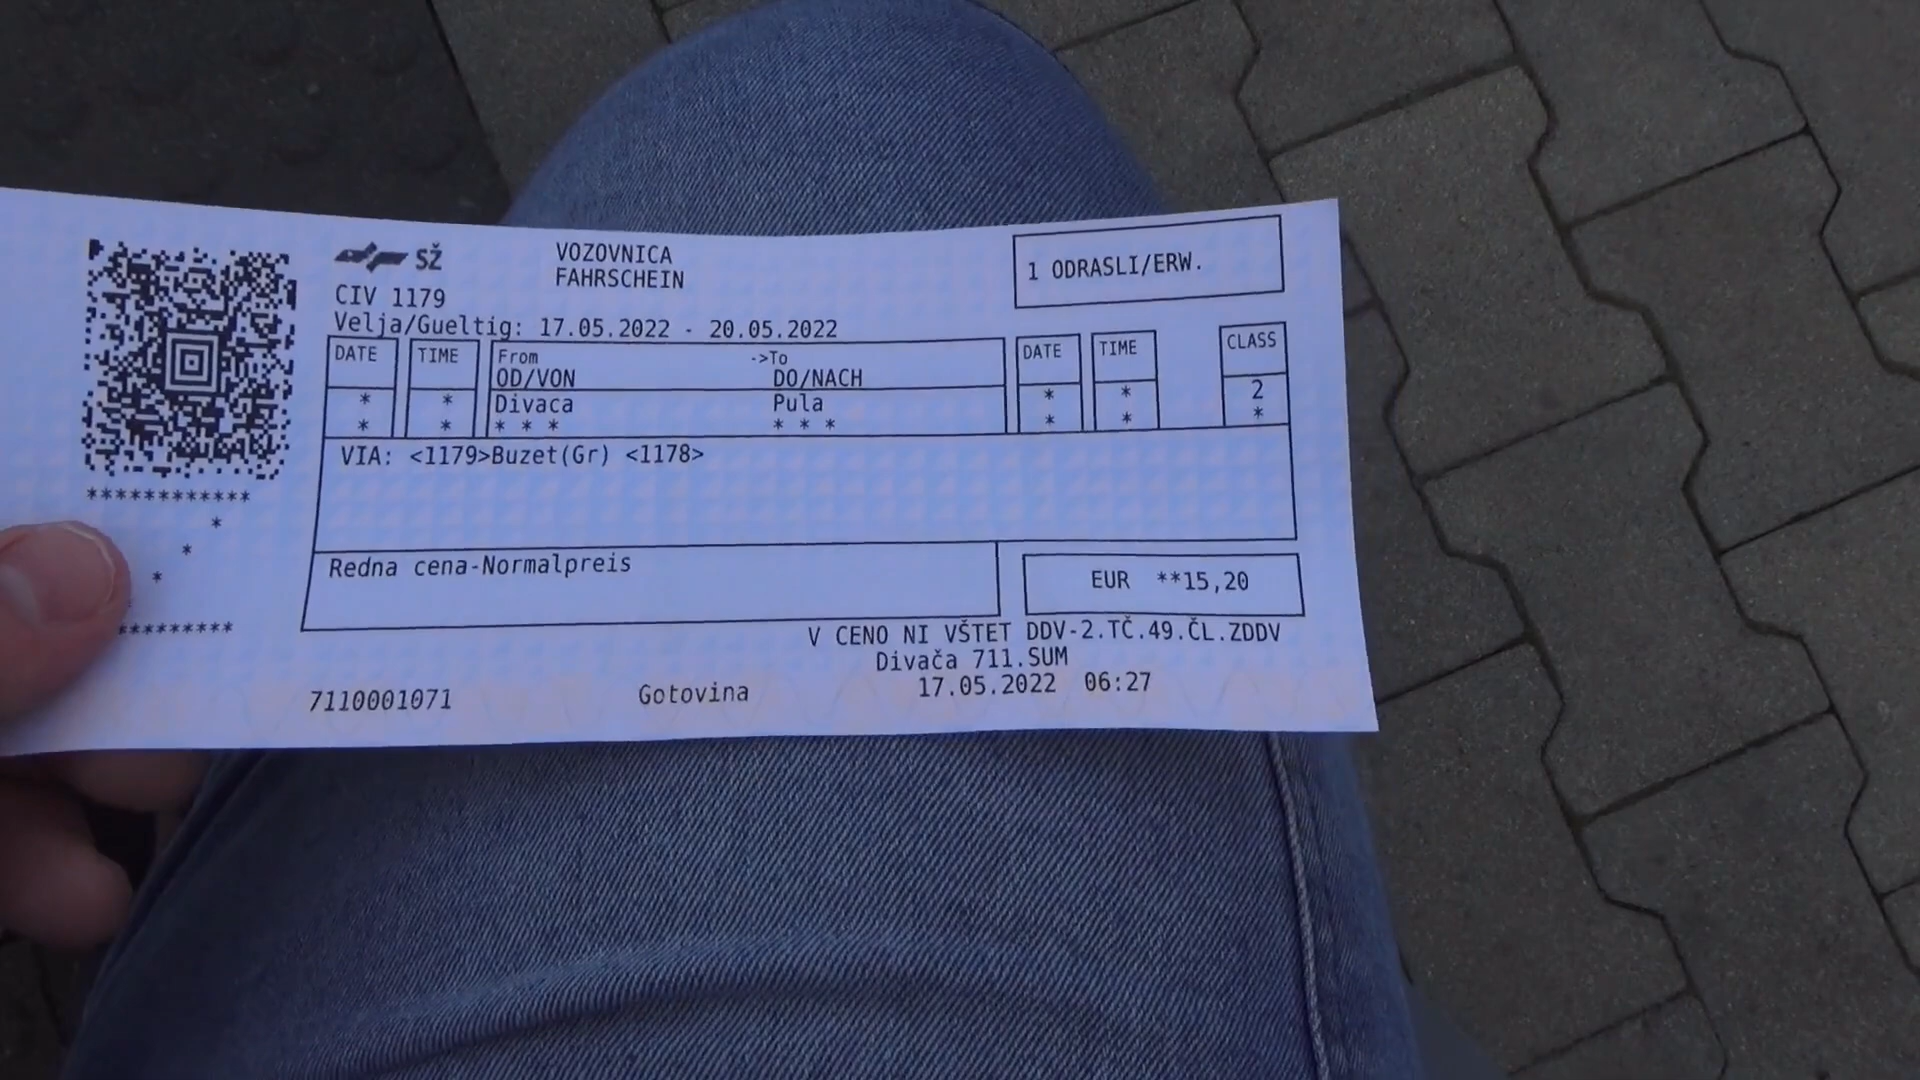 SŽ
VOZOVNICA
FAHRSCHEIN
1 ODRASLI/ERW.
CIV 1179
Velja/Gueltig: 17.05.2022 - 20.05.2022
DATE TIME From ->To DATE TIME CLASS
OD/VON DO/NACH
* * Divaca Pula * * 2
* * * * * * * * * * *
VIA: <1179>Buzet(Gr) <1178>
************
*
*
*
*********
Redna cena-Normalpreis
EUR **15,20
V CENO NI VŠTET DDV-2.TČ.49.ČL.ZDDV
Divača 711.SUM
7110001071 Gotovina 17.05.2022 06:27